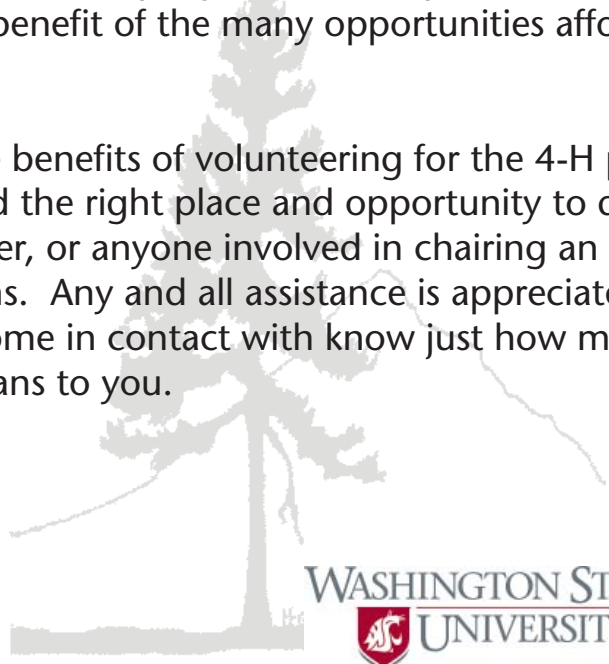 benefit of the many opportunities affo
benefits of volunteering for the 4-H p
d the right place and opportunity to c
er, or anyone involved in chairing an
ns. Any and all assistance is appreciate
ome in contact with know just how m
ans to you.
WASHINGTON ST
UNIVERSIT